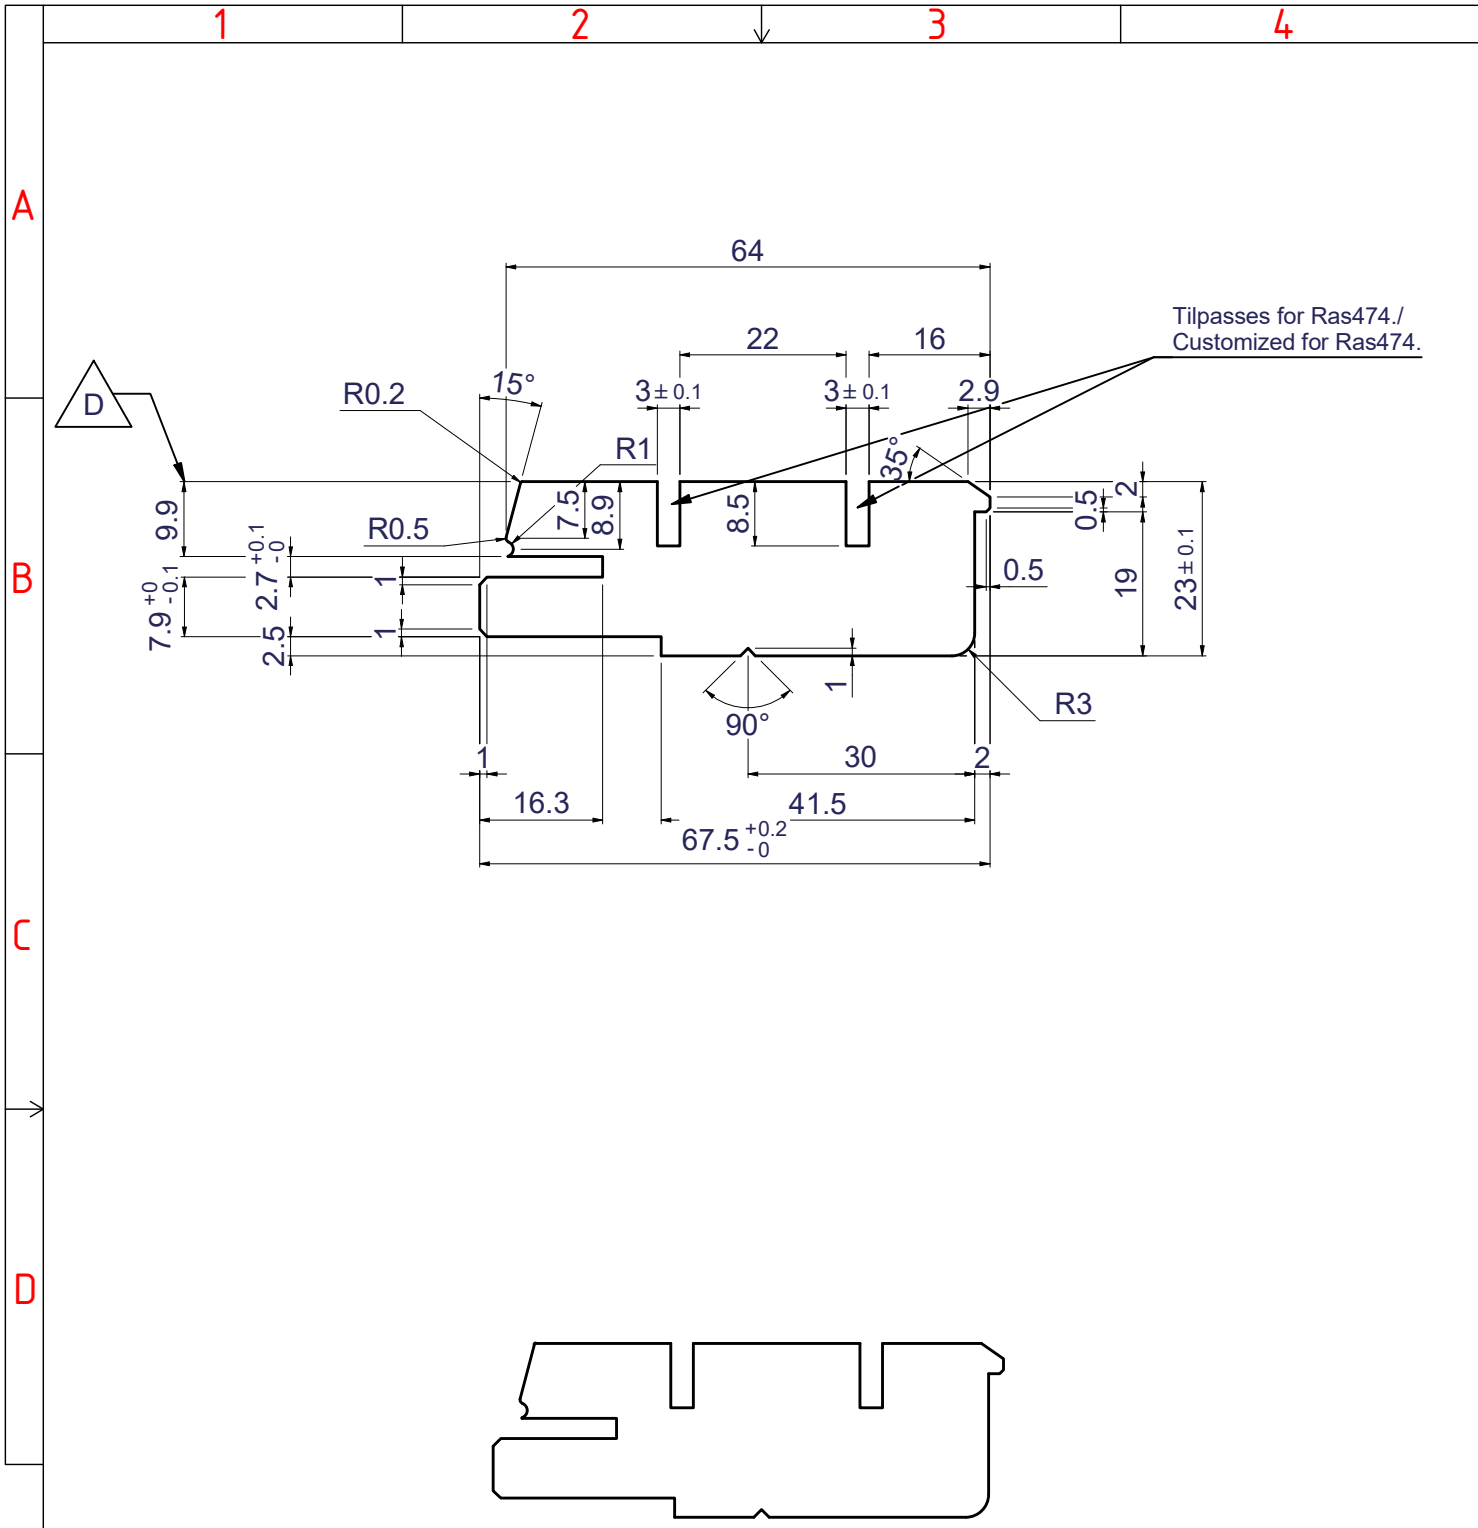 1 2 3 4
A
64
Tilpasses for Ras474./
Customized for Ras474.
22 16
D
R0.2 15° 3±0.1 3±0.1 2.9
R1
35°
9.9 7.5 8.9 8.5 0.5 2
R0.5
B
7.9 +0 -0.1 2.7 +0.1 -0 1 0.5 19 23±0.1
2.5 1
1
R3
90°
1 30 2
16.3 41.5
67.5 +0.2 -0
C
D